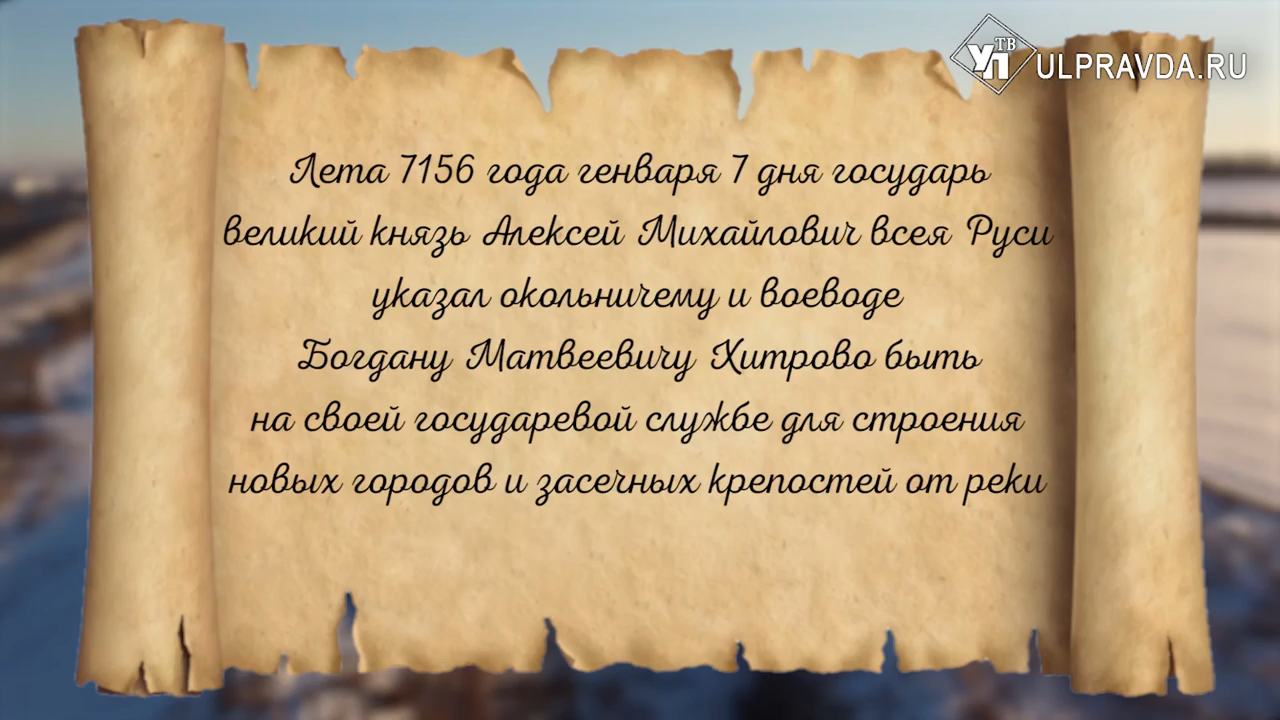 ТВ
УП ULPRAVDA.RU
Лета 7156 года генваря 7 дня государь
великий князь Алексей Михайлович всея Руси
указал окольничему и воеводе
Богдану Матвеевичу Хитрово быть
на своей государевой службе для строения
новых городов и засечных крепостей от реки